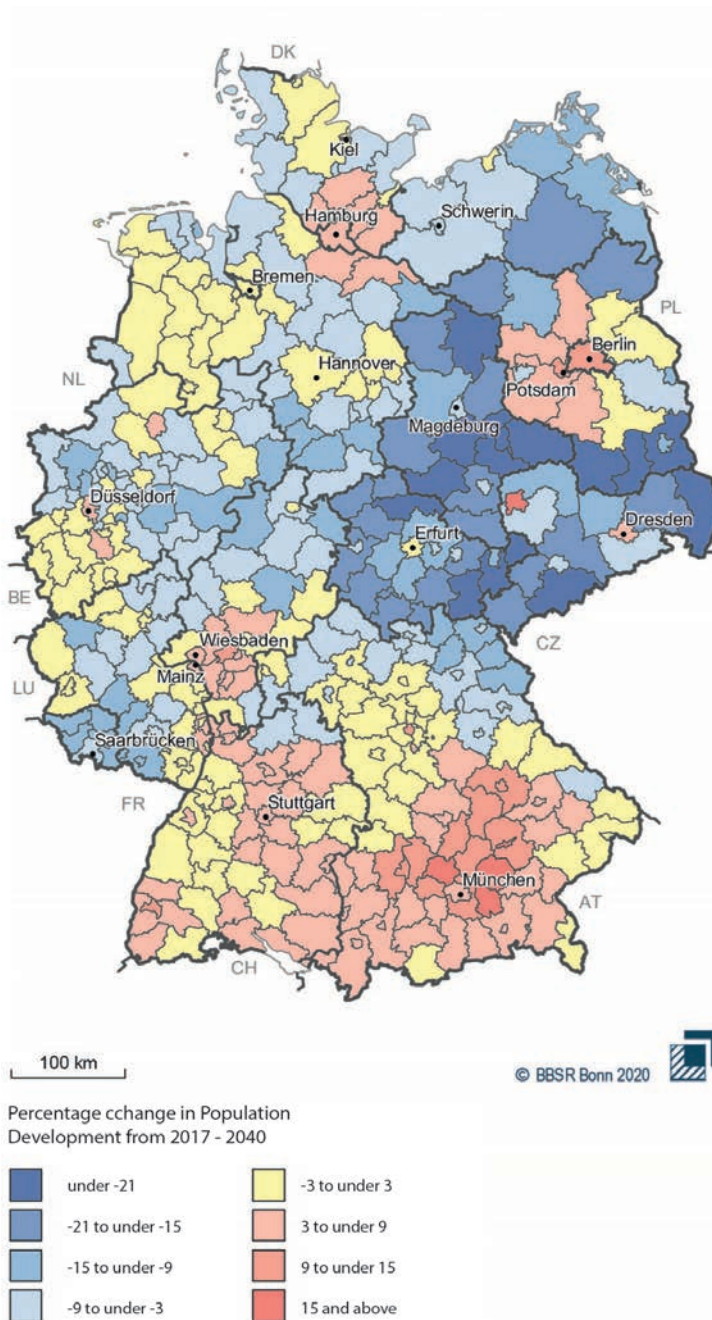 DK
Kiel
Hamburg
Schwerin
Bremen
PL
Berlin
Hannover
NL
Potsdam
Magdeburg
Düsseldorf
Dresden
Erfurt
BE
Wiesbaden
CZ
LU
Mainz
Saarbrücken
FR
Stuttgart
München
AT
CH
100 km
© BBSR Bonn 2020
Percentage cchange in Population
Development from 2017 - 2040
under -21
-21 to under -15
-15 to under -9
-9 to under -3
-3 to under 3
3 to under 9
9 to under 15
15 and above